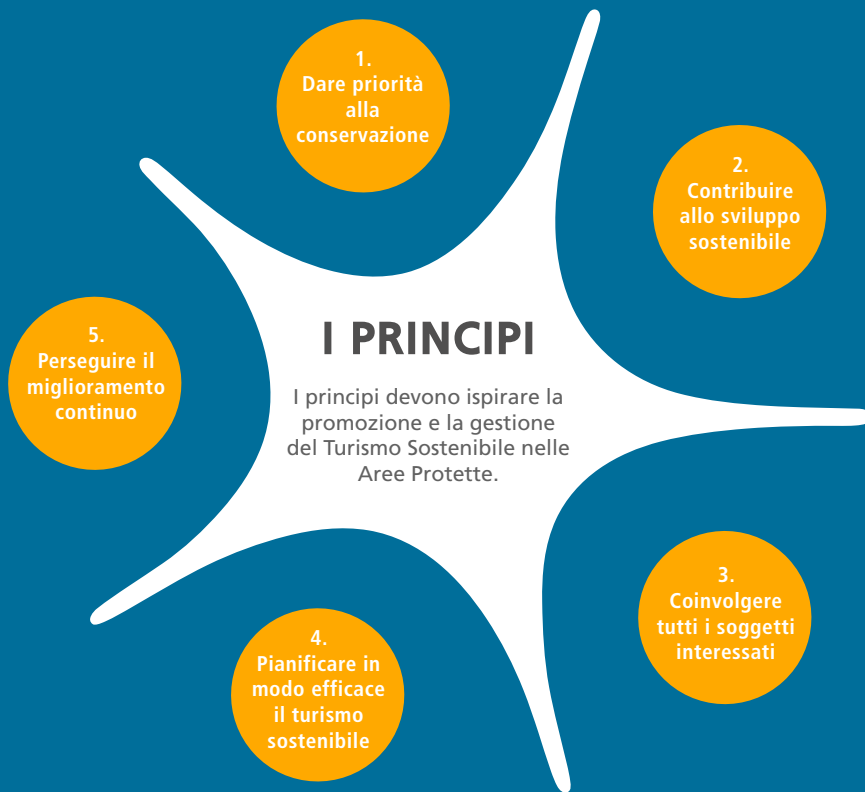 1.
Dare priorità
alla
conservazione
2.
Contribuire
allo sviluppo
sostenibile
I PRINCIPI
I principi devono ispirare la
promozione e la gestione
del Turismo Sostenibile nelle
Aree Protette.
5.
Perseguire il
miglioramento
continuo
3.
Coinvolgere
tutti i soggetti
interessati
4.
Pianificare in
modo efficace
il turismo
sostenibile